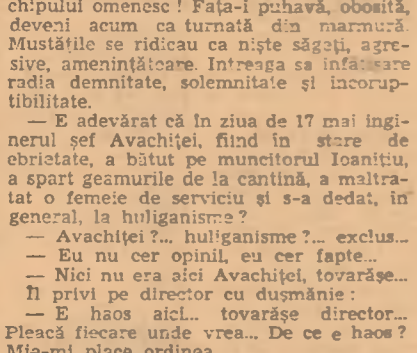 chipului omenesc ! Fața-i puhavă, obosită,
deveni acum ca turnată din marmură.
Mustățile se ridicau ca niște săgeți, agre-
sive, amenințătoare. Intreaga sa înfățișare
radia demnitate, solemnitate și incorup-
tibilitate.
— E adevărat că în ziua de 17 mai ingi-
nerul șef Avachiței, fiind în stare de
ebrietate, a bătut pe muncitorul Ioanițiu,
a spart geamurile de la cantină, a maltra-
tat o femeie de serviciu și s-a dedat, în
general, la huliganisme ?
— Avachiței ?... huliganisme ?... exclus...
— Eu nu cer opinii, eu cer fapte...
— Nici nu era aici Avachiței, tovarășe...
Îl privi pe director cu dușmănie :
— E haos aici... tovarășe director...
Pleacă fiecare unde vrea... De ce e haos ?
Mie-mi place ordinea